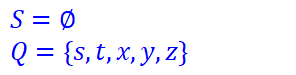 S = ∅
Q = {s, t, x, y, z}